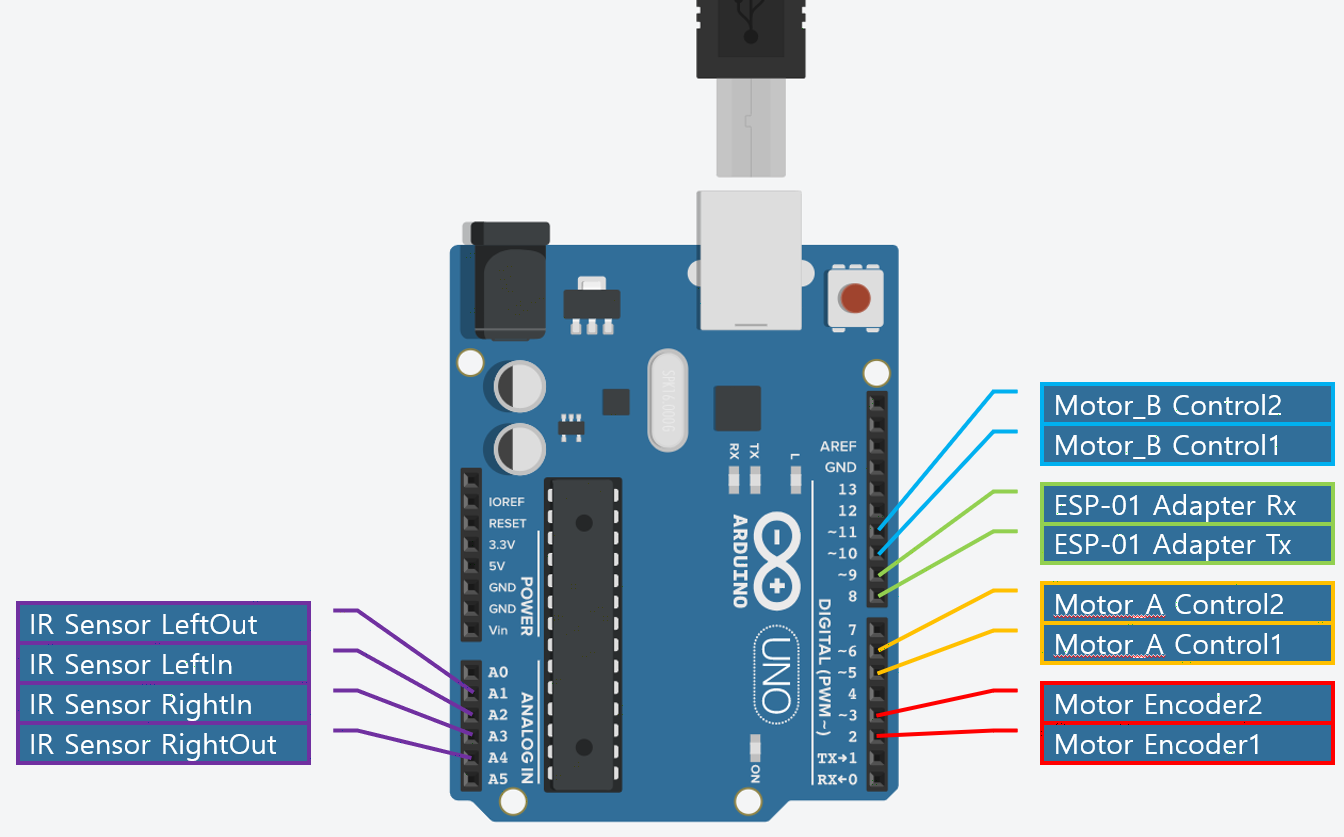 SPK16.000G
Motor_B Control2
Motor_B Control1
ESP-01 Adapter Rx
ESP-01 Adapter Tx
Motor_A Control2
Motor_A Control1
Motor Encoder2
Motor Encoder1
IR Sensor LeftOut
IR Sensor LeftIn
IR Sensor RightIn
IR Sensor RightOut
RX
TX
L
AREF
GND
13
12
~11
~10
~9
8
7
~6
~5
4
~3
2
TX→1
RX←0
DIGITAL (PWM~)
ARDUINO
UNO
ON
IOREF
RESET
3.3V
5V
GND
GND
Vin
POWER
A0
A1
A2
A3
A4
A5
ANALOG IN